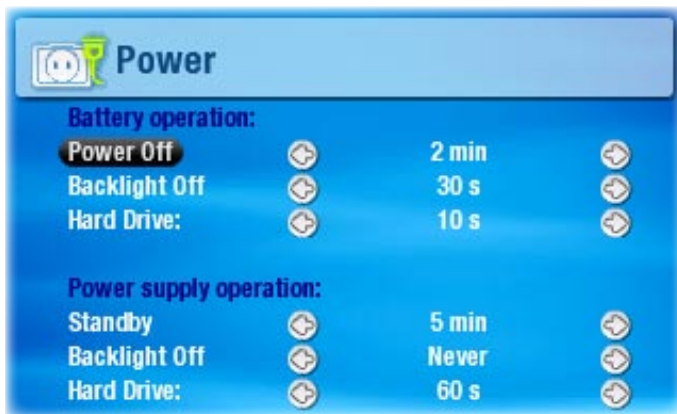 Power
Battery operation:
Power Off 2 min
Backlight Off 30 s
Hard Drive: 10 s
Power supply operation:
Standby 5 min
Backlight Off Never
Hard Drive: 60 s